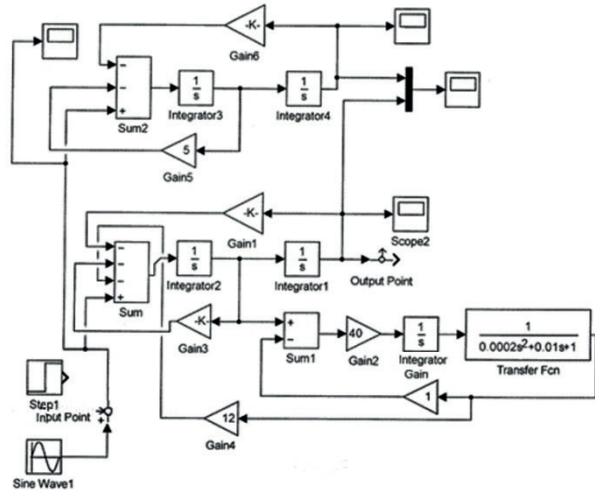 -K-
Gain6
−
−
+
Sum2
1
s
Integrator3
1
s
Integrator4
5
Gain5
-K-
Gain1
Scope2
−
−
−
+
Sum
1
s
Integrator2
1
s
Integrator1
Output Point
-K-
Gain3
+
−
Sum1
40
Gain2
1
s
Integrator
Gain
1
0.0002s²+0.01s+1
Transfer Fcn
1
12
Gain4
Step1
Input Point
+
Sine Wave1